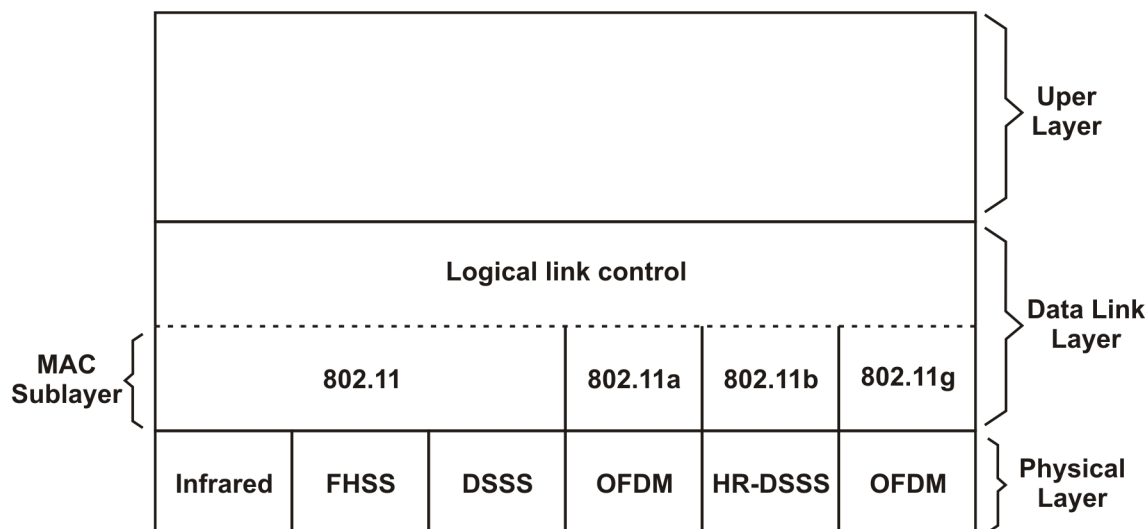 Uper
Layer
Logical link control
Data Link
Layer
MAC
Sublayer
802.11
802.11a
802.11b
802.11g
Infrared
FHSS
DSSS
OFDM
HR-DSSS
OFDM
Physical
Layer